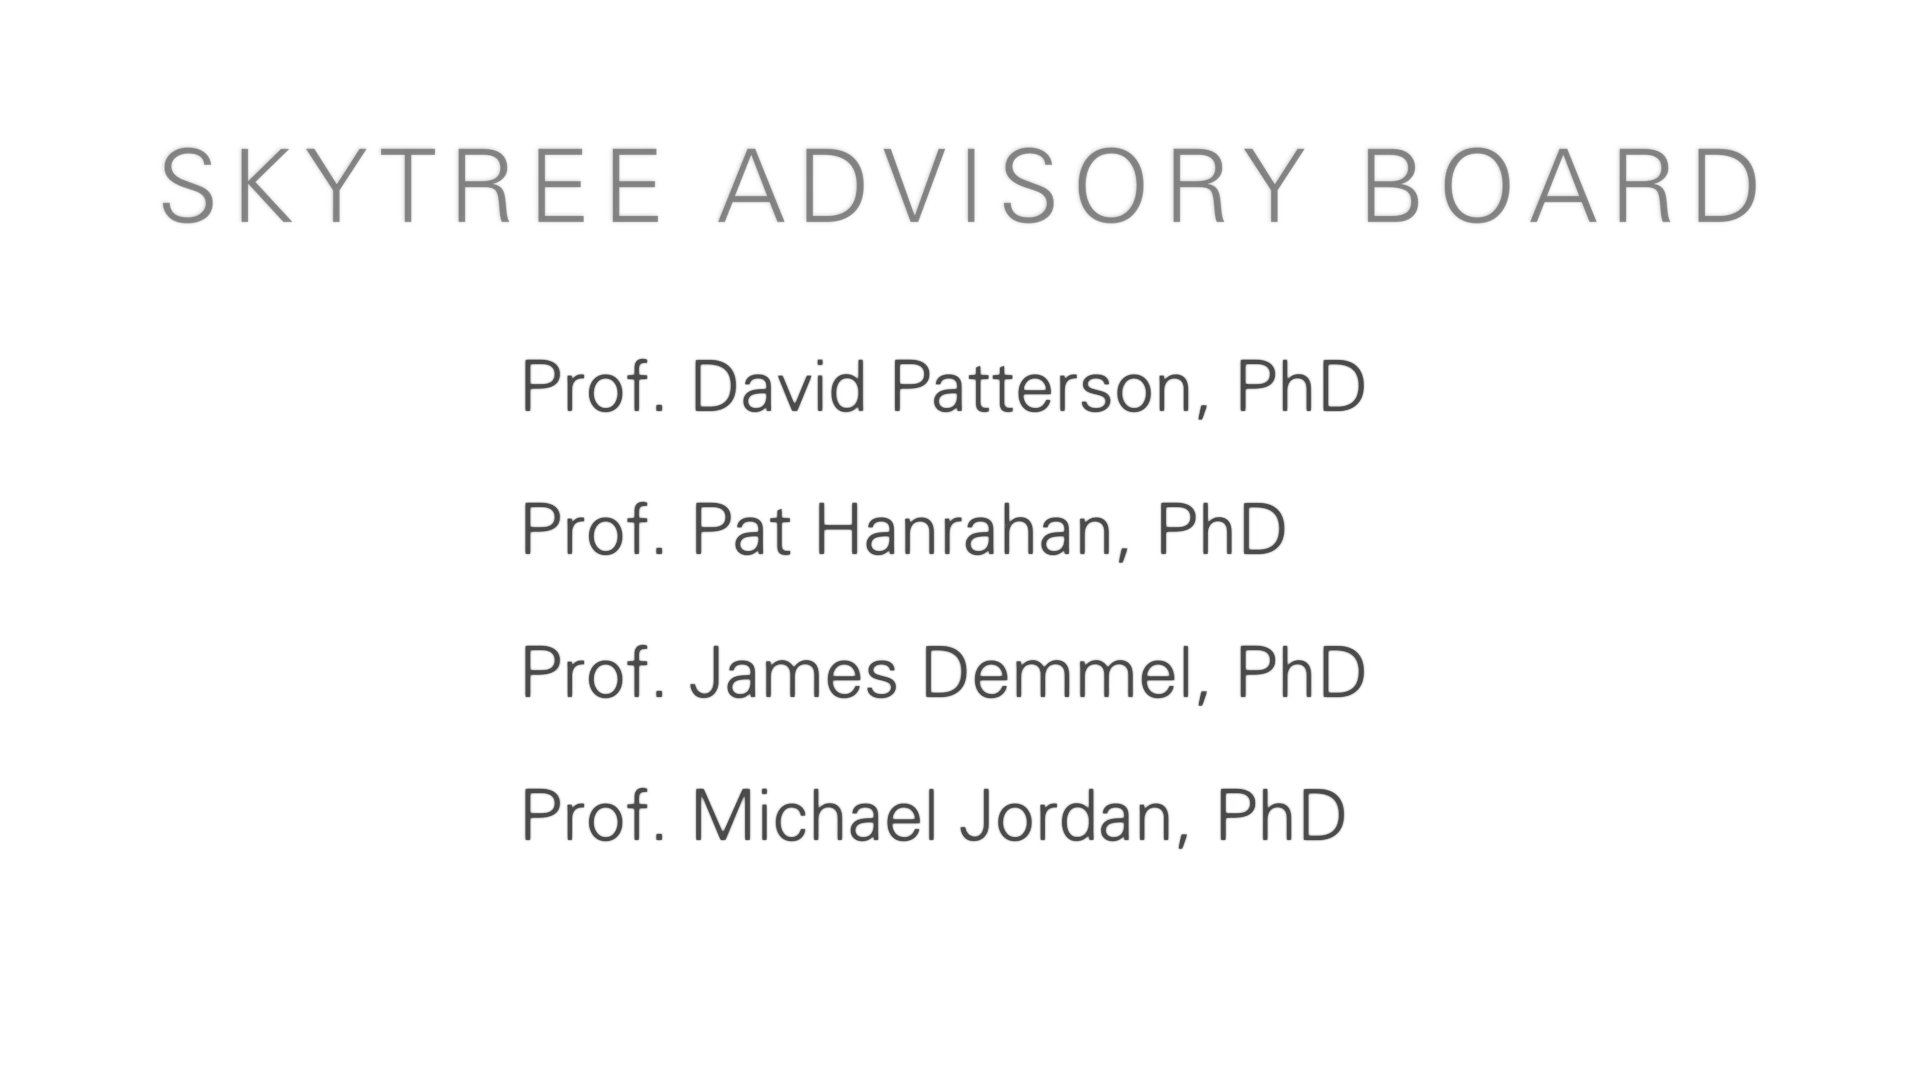 SKYTREE ADVISORY BOARD
Prof. David Patterson, PhD
Prof. Pat Hanrahan, PhD
Prof. James Demmel, PhD
Prof. Michael Jordan, PhD